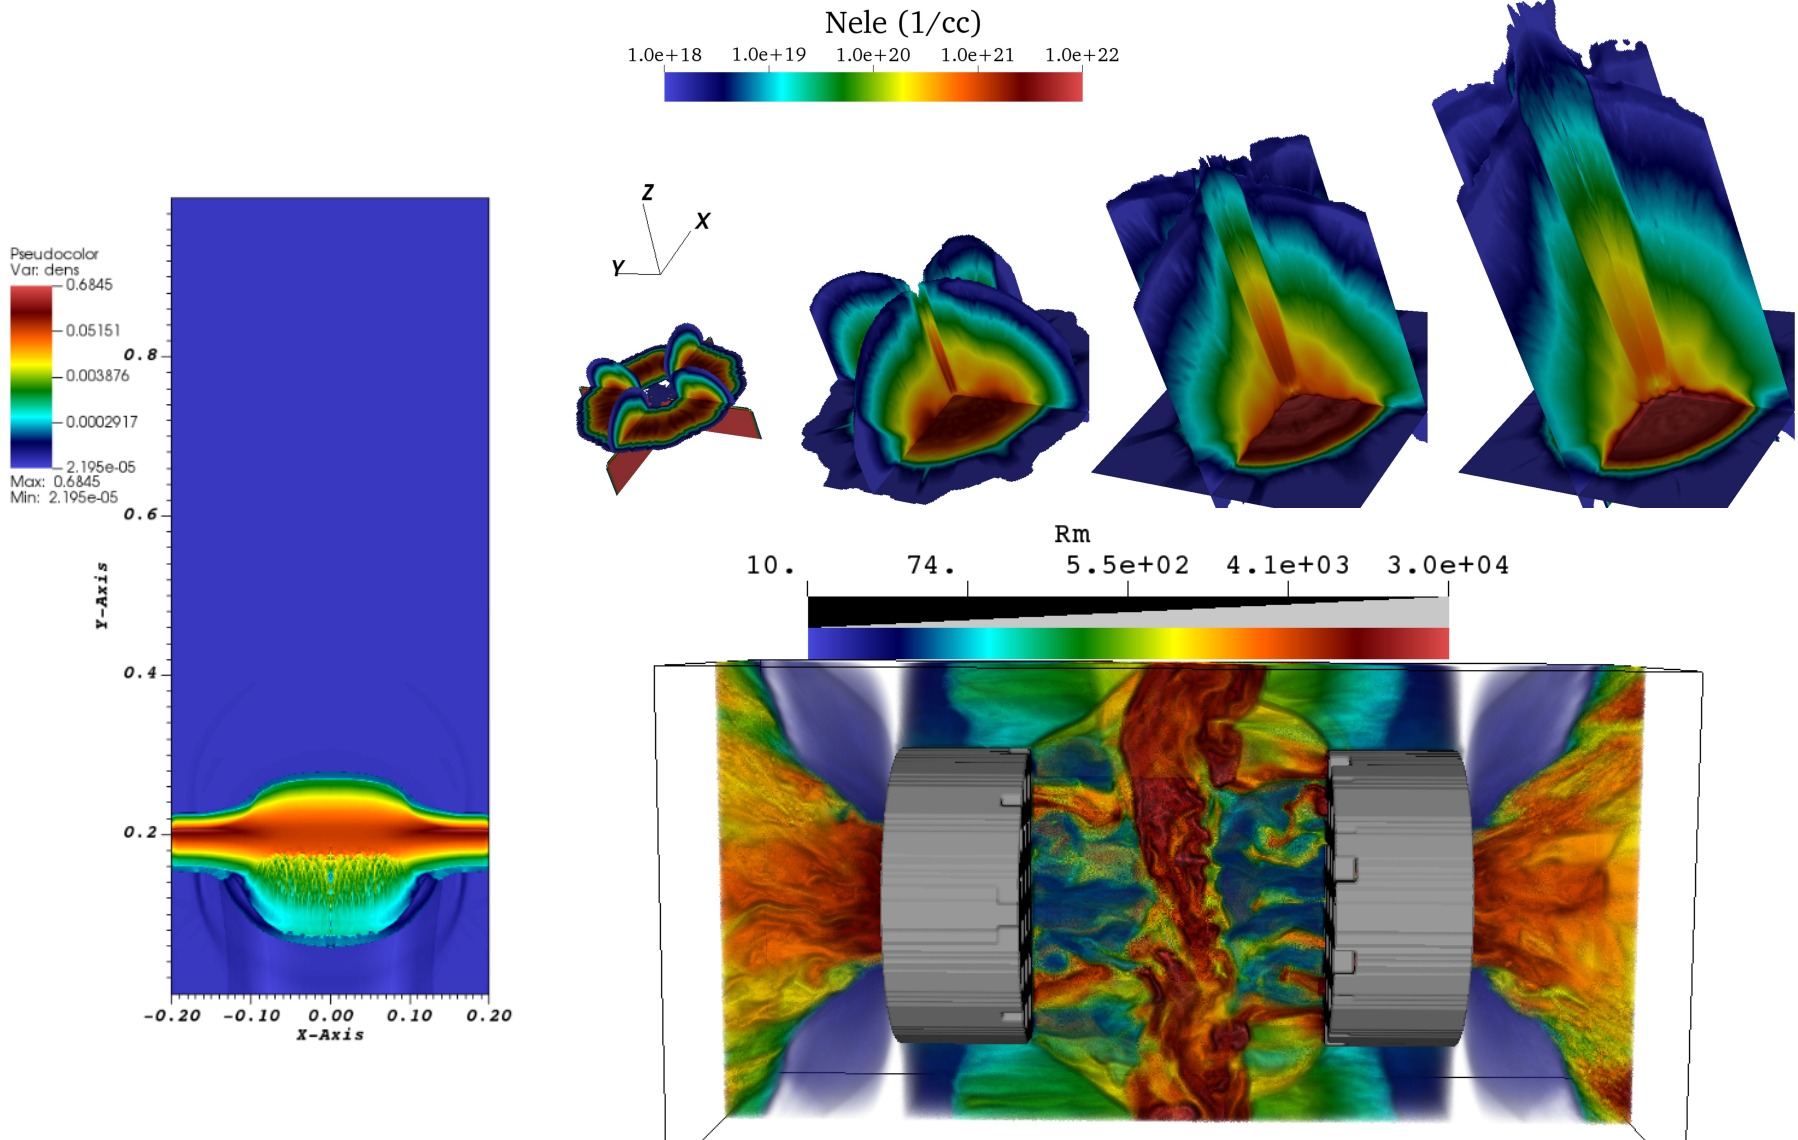 Nele (1/cc)
1.0e+18 1.0e+19 1.0e+20 1.0e+21 1.0e+22
Z
X
Y
Pseudocolor
Var: dens
0.6845
0.05151
0.003876
0.0002917
2.195e-05
Max: 0.6845
Min: 2.195e-05
0.8
0.6
0.4
0.2
Y-Axis
-0.20 -0.10 0.00 0.10 0.20
X-Axis
Rm
10. 74. 5.5e+02 4.1e+03 3.0e+04